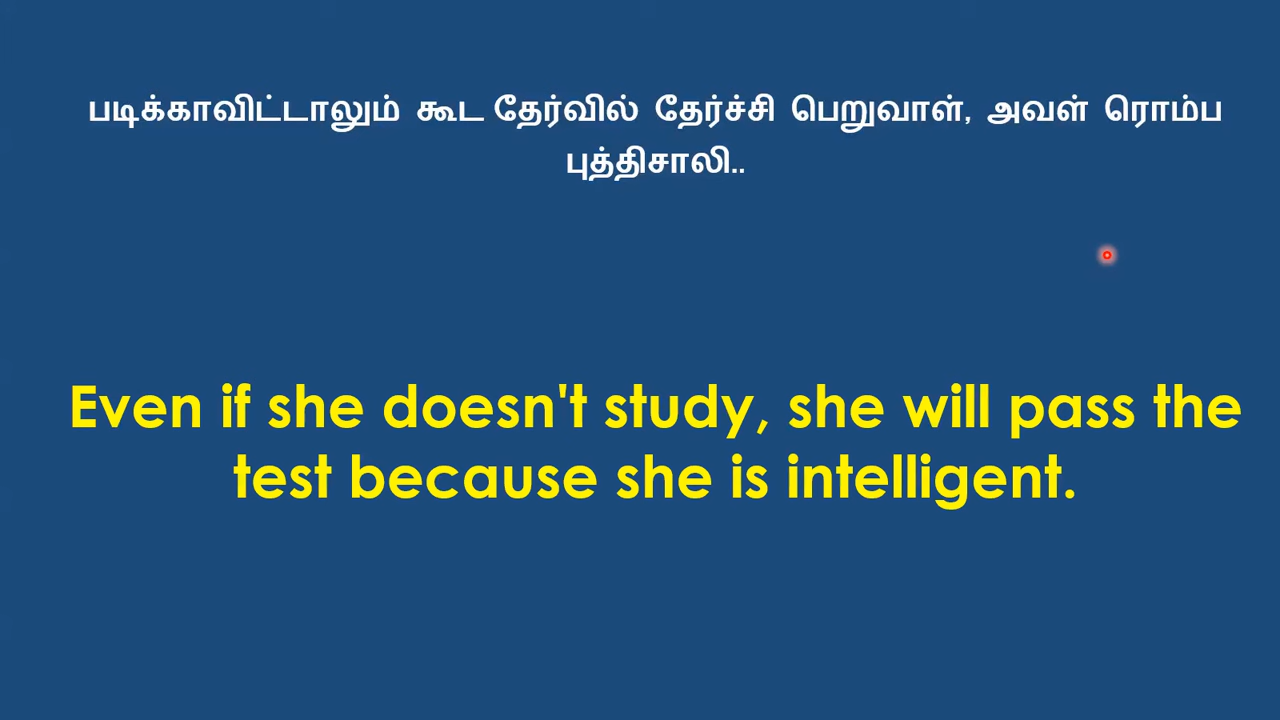 படிக்காவிட்டாலும் கூட தேர்வில் தேர்ச்சி பெறுவாள், அவள் ரொம்ப
புத்திசாலி..
Even if she doesn't study, she will pass the
test because she is intelligent.